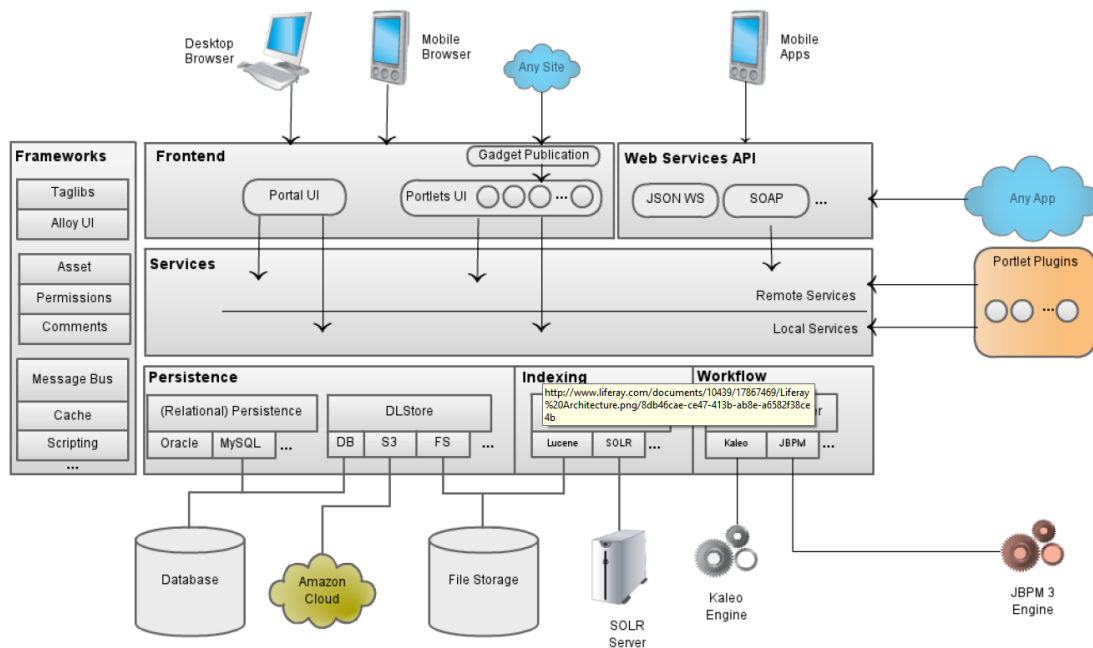 Desktop
Browser
Mobile
Browser
Any Site
Mobile
Apps
Frameworks
Taglibs
Alloy UI
Asset
Permissions
Comments
Message Bus
Cache
Scripting
...
Frontend
Gadget Publication
Portal UI
Portlets UI
...
Web Services API
JSON WS
SOAP
...
Any App
Services
Remote Services
Local Services
Portlet Plugins
...
Persistence
(Relational) Persistence
Oracle
MySQL
...
DLStore
DB
S3
FS
...
Indexing
http://www.liferay.com/documents/10439/17867469/Liferay
%20Architecture.png/8db46cae-ce47-413b-ab8e-a6582f38ce
4b
Lucene
SOLR
...
Workflow
Kaleo
JBPM
...
Database
Amazon
Cloud
File Storage
SOLR
Server
Kaleo
Engine
JBPM 3
Engine